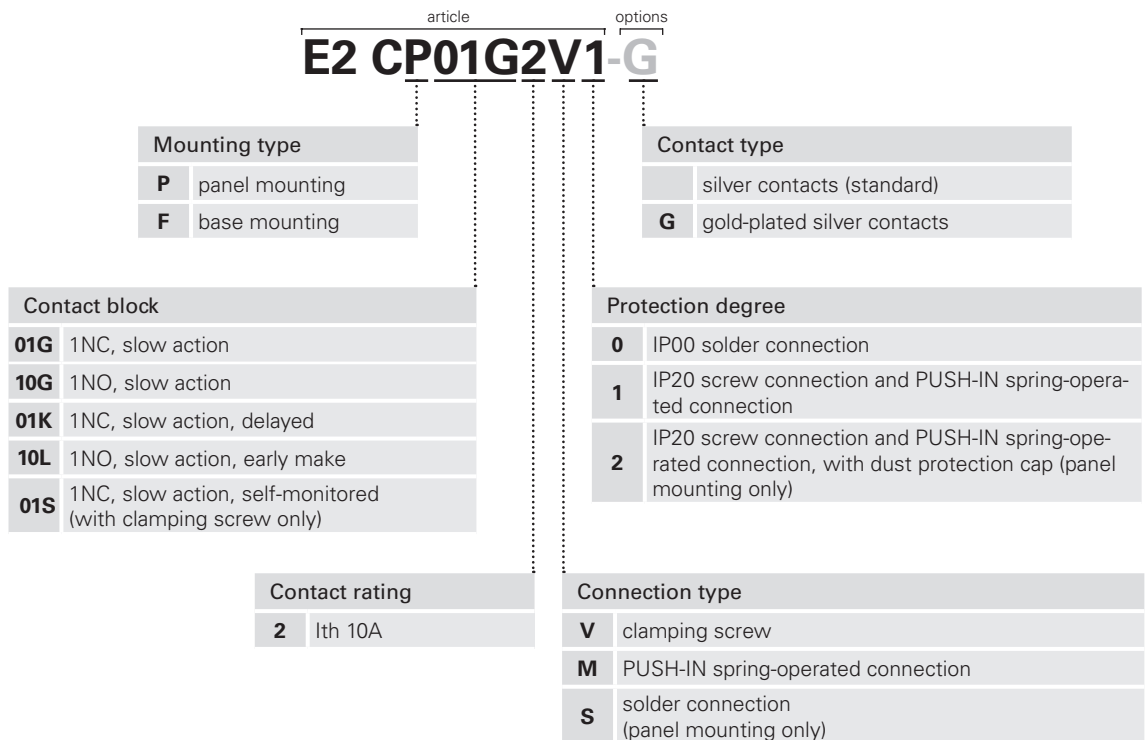 article
options
E2 CP01G2V1-G
Mounting type
P panel mounting
F base mounting
Contact type
silver contacts (standard)
G gold-plated silver contacts
Contact block
01G 1NC, slow action
10G 1NO, slow action
01K 1NC, slow action, delayed
10L 1NO, slow action, early make
01S 1NC, slow action, self-monitored
(with clamping screw only)
Protection degree
0 IP00 solder connection
1 IP20 screw connection and PUSH-IN spring-opera-
ted connection
2 IP20 screw connection and PUSH-IN spring-ope-
rated connection, with dust protection cap (panel
mounting only)
Contact rating
2 Ith 10A
Connection type
V clamping screw
M PUSH-IN spring-operated connection
S solder connection
(panel mounting only)